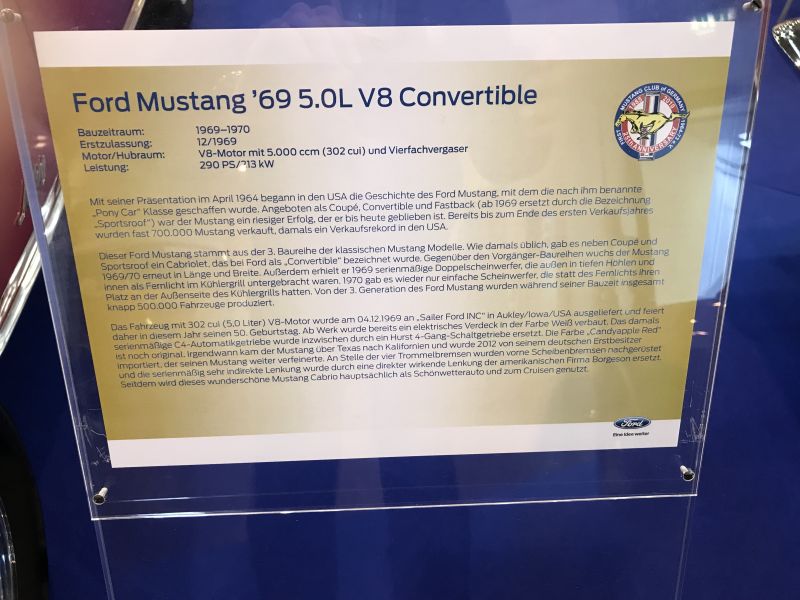 Ford Mustang '69 5.0L V8 Convertible
Bauzeitraum: 1969–1970
Erstzulassung: 12/1969
Motor/Hubraum: V8-Motor mit 5.000 ccm (302 cui) und Vierfachvergaser
Leistung: 290 PS/213 kW
FIRST MUSTANG CLUB of GERMANY 1964 1/2
25th ANNIVERSARY
Mit seiner Präsentation im April 1964 begann in den USA die Geschichte des Ford Mustang, mit dem die nach ihm benannte
„Pony Car“ Klasse geschaffen wurde. Angeboten als Coupé, Convertible und Fastback (ab 1969 ersetzt durch die Bezeichnung
„Sportsroof“) war der Mustang ein riesiger Erfolg, der er bis heute geblieben ist. Bereits bis zum Ende des ersten Verkaufsjahres
wurden fast 700.000 Mustang verkauft, damals ein Verkaufsrekord in den USA.
Dieser Ford Mustang stammt aus der 3. Baureihe der klassischen Mustang Modelle. Wie damals üblich, gab es neben Coupé und
Sportsroof ein Cabriolet, das bei Ford als „Convertible“ bezeichnet wurde. Gegenüber den Vorgänger-Baureihen wuchs der Mustang
1969/70 erneut in Länge und Breite. Außerdem erhielt er 1969 serienmäßige Doppelscheinwerfer, die außen in tiefen Höhlen und
innen als Fernlicht im Kühlergrill untergebracht waren. 1970 gab es wieder nur einfache Scheinwerfer, die statt des Fernlichts ihren
Platz an der Außenseite des Kühlergrills hatten. Von der 3. Generation des Ford Mustang wurden während seiner Bauzeit insgesamt
knapp 500.000 Fahrzeuge produziert.
Das Fahrzeug mit 302 cui (5.0 Liter) V8-Motor wurde am 04.12.1969 an „Sailer Ford INC“ in Aukley/Iowa/USA ausgeliefert und feiert
daher in diesem Jahr seinen 50. Geburtstag. Ab Werk wurde bereits ein elektrisches Verdeck in der Farbe Weiß verbaut. Das damals
serienmäßige C4-Automatikgetriebe wurde inzwischen durch ein Hurst 4-Gang-Schaltgetriebe ersetzt. Die Farbe „Candyapple Red“
ist noch original. Irgendwann kam der Mustang über Texas nach Kalifornien und wurde 2012 von seinem deutschen Erstbesitzer
importiert, der seinen Mustang weiter verfeinerte. An Stelle der vier Trommelbremsen wurden vorne Scheibenbremsen nachgerüstet
und die serienmäßig sehr indirekte Lenkung wurde durch eine direkter wirkende Lenkung der amerikanischen Firma Borgeson ersetzt.
Seitdem wird dieses wunderschöne Mustang Cabrio hauptsächlich als Schönwetterauto und zum Cruisen genutzt.
Ford
Eine Idee weiter